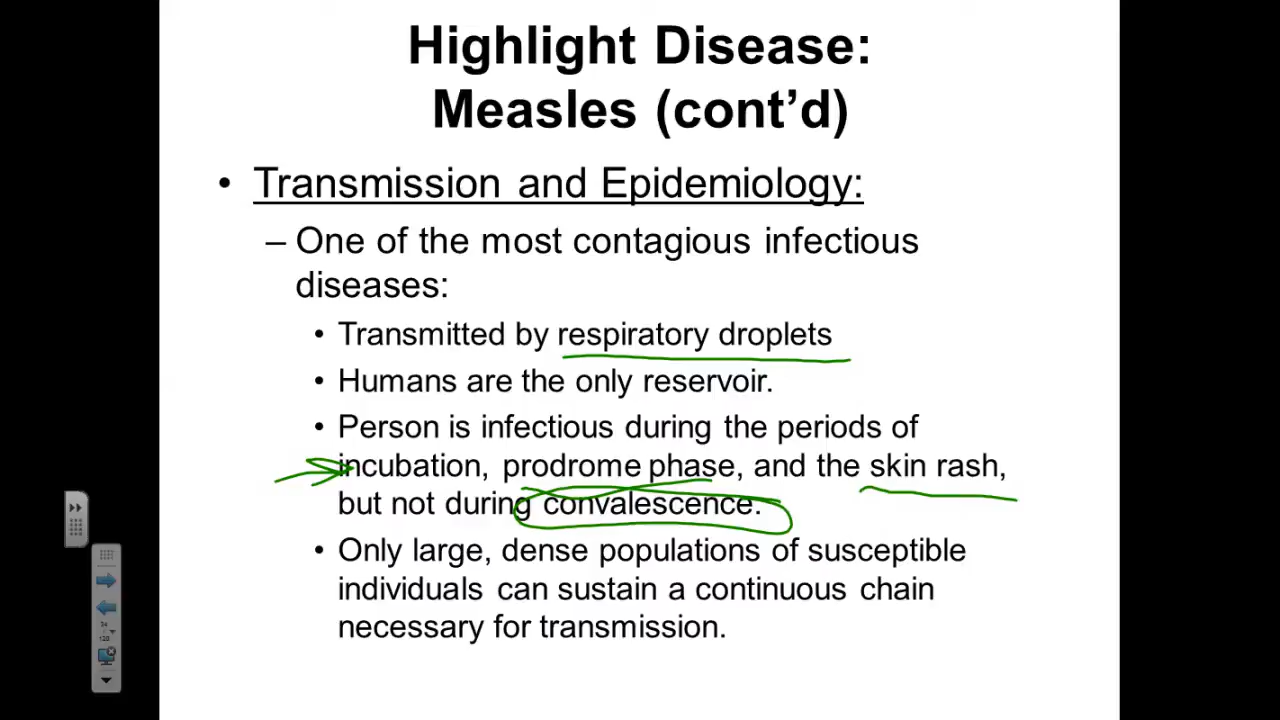 Highlight Disease:
Measles (cont’d)
• Transmission and Epidemiology:
– One of the most contagious infectious
diseases:
• Transmitted by respiratory droplets
• Humans are the only reservoir.
• Person is infectious during the periods of
incubation, prodrome phase, and the skin rash,
but not during convalescence.
• Only large, dense populations of susceptible
individuals can sustain a continuous chain
necessary for transmission.